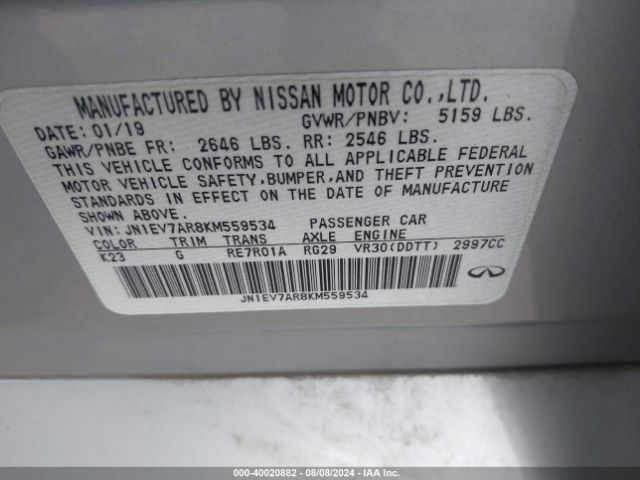 MANUFACTURED BY NISSAN MOTOR CO.,LTD.
DATE: 01/19 GVWR/PNBV: 5159 LBS.
GAWR/PNBE FR: 2646 LBS. RR: 2546 LBS.
THIS VEHICLE CONFORMS TO ALL APPLICABLE FEDERAL
MOTOR VEHICLE SAFETY,BUMPER,AND THEFT PREVENTION
STANDARDS IN EFFECT ON THE DATE OF MANUFACTURE
SHOWN ABOVE.
VIN: JN1EV7AR8KM559534 PASSENGER CAR
COLOR TRIM TRANS AXLE ENGINE
K23 G RE7R01A RG29 VR30(DDTT) 2997CC
JN1EV7AR8KM559534
000-40020882 - 08/08/2024 - IAA Inc.